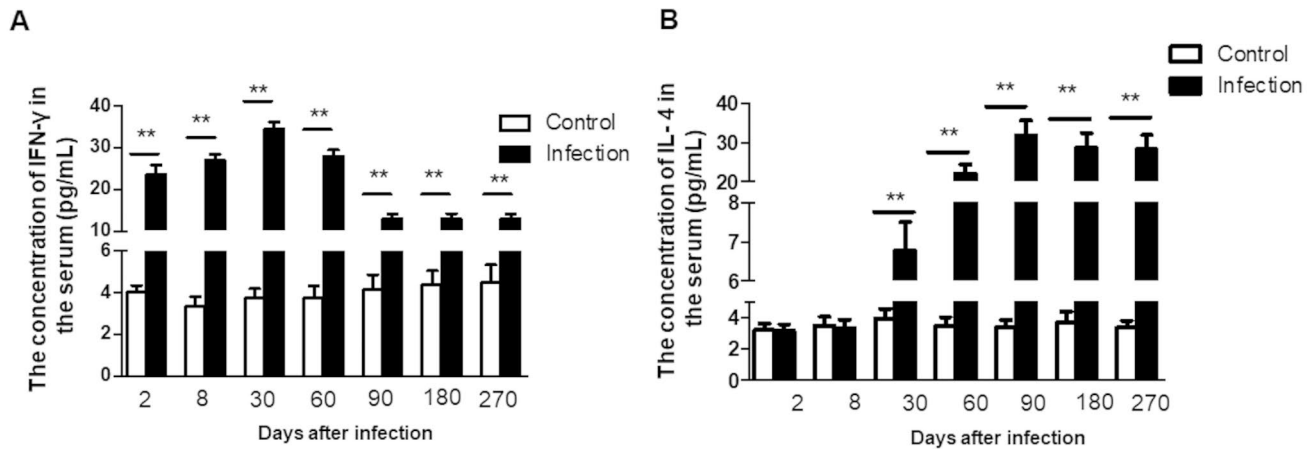 A
The concentration of IFN-γ in
the serum (pg/mL)
40
30
20
10
6
4
2
0
**
**
**
**
**
**
**
Control
Infection
2 8 30 60 90 180 270
Days after infection
B
The concentration of IL- 4 in
the serum (pg/mL)
40
30
20
8
7
6
4
2
0
**
**
**
**
**
Control
Infection
2 8 30 60 90 180 270
Days after infection